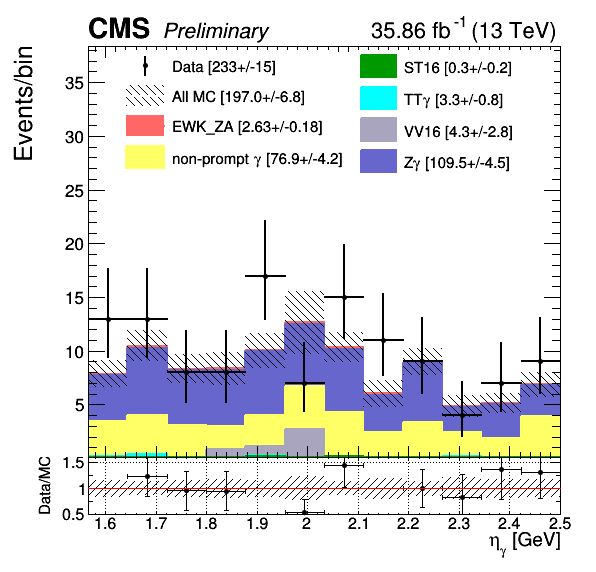 CMS Preliminary 35.86 fb⁻¹ (13 TeV)
Events/bin
Data [233+/-15]
All MC [197.0+/-6.8]
EWK_ZA [2.63+/-0.18]
non-prompt γ [76.9+/-4.2]
ST16 [0.3+/-0.2]
TTγ [3.3+/-0.8]
VV16 [4.3+/-2.8]
Zγ [109.5+/-4.5]
35
30
25
20
15
10
5
Data/MC
1.5
1
0.5
1.6 1.7 1.8 1.9 2 2.1 2.2 2.3 2.4 2.5
ηγ [GeV]